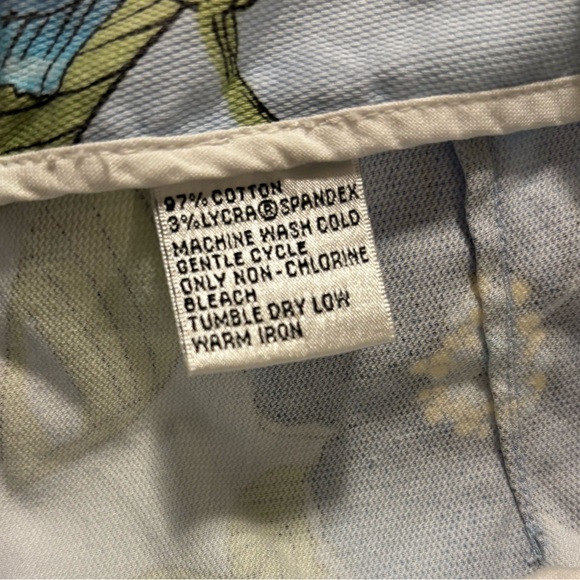 97% COTTON
3% LYCRA® SPANDEX
MACHINE WASH COLD
GENTLE CYCLE
ONLY NON-CHLORINE
BLEACH
TUMBLE DRY LOW
WARM IRON